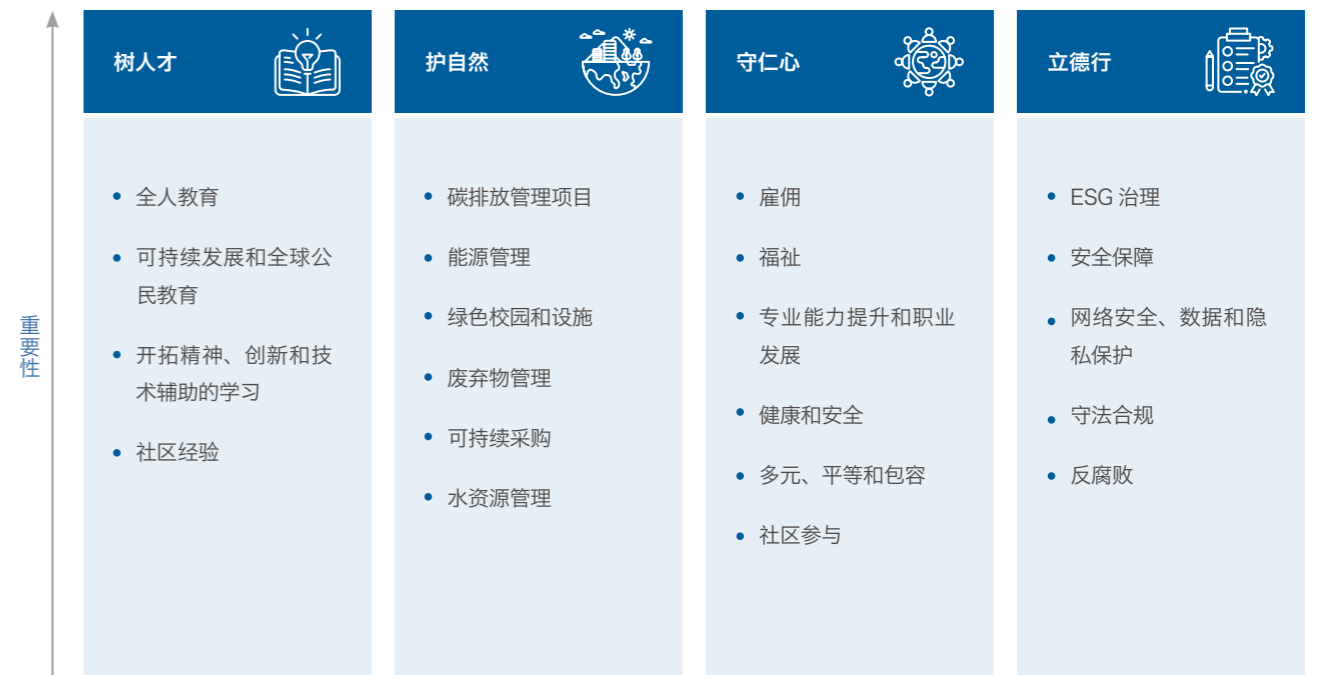 重要性
树人才
全人教育
可持续发展和全球公
民教育
开拓精神、创新和技
术辅助的学习
社区经验
护自然
碳排放管理项目
能源管理
绿色校园和设施
废弃物管理
可持续采购
水资源管理
守仁心
雇佣
福祉
专业能力提升和职业
发展
健康和安全
多元、平等和包容
社区参与
立德行
ESG 治理
安全保障
网络安全、数据和隐
私保护
守法合规
反腐败